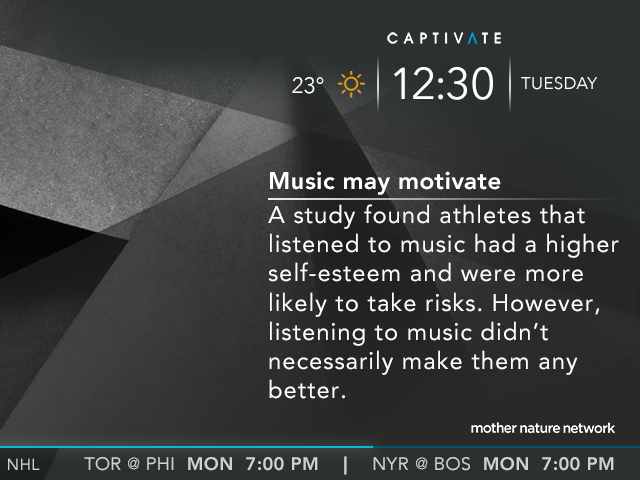 CAPTIVATE
23° 12:30 TUESDAY
Music may motivate
A study found athletes that
listened to music had a higher
self-esteem and were more
likely to take risks. However,
listening to music didn't
necessarily make them any
better.
mother nature network
NHL TOR @ PHI MON 7:00 PM | NYR @ BOS MON 7:00 PM